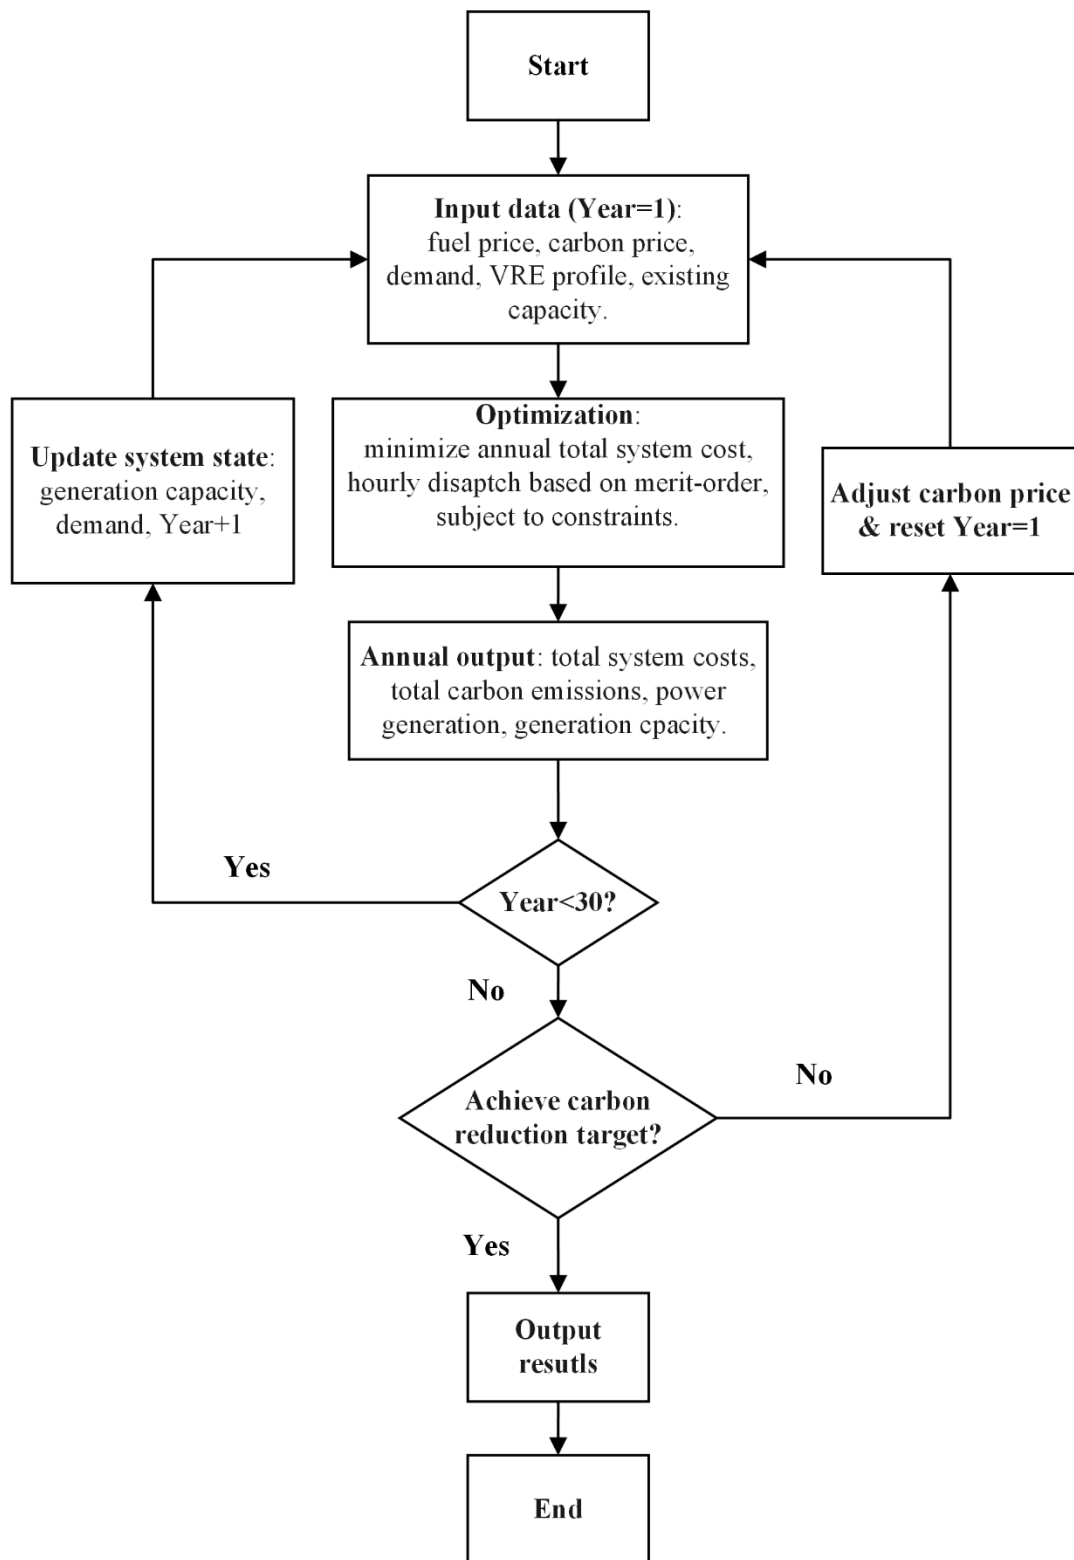 Start
Input data (Year=1):
fuel price, carbon price,
demand, VRE profile, existing
capacity.
Optimization:
minimize annual total system cost,
hourly disaptch based on merit-order,
subject to constraints.
Update system state:
generation capacity,
demand, Year+1
Adjust carbon price
& reset Year=1
Annual output: total system costs,
total carbon emissions, power
generation, generation cpacity.
Yes
Year<30?
No
No
Achieve carbon
reduction target?
Yes
Output
resutls
End